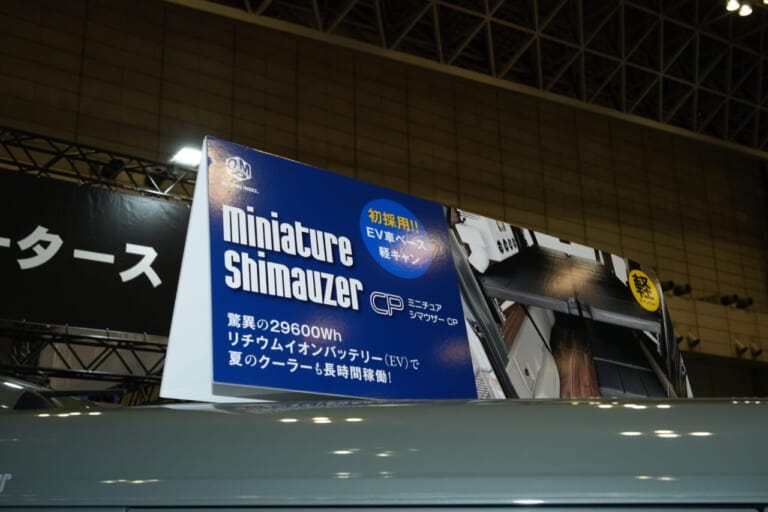 ータース
miniature
shimauzer
CP ミニチュア
シマウザー CP
初採用!!
EV車ベース
軽キャン
驚異の29600Wh
リチウムイオンバッテリー(EV)で
夏のクーラーも長時間稼働!
軽